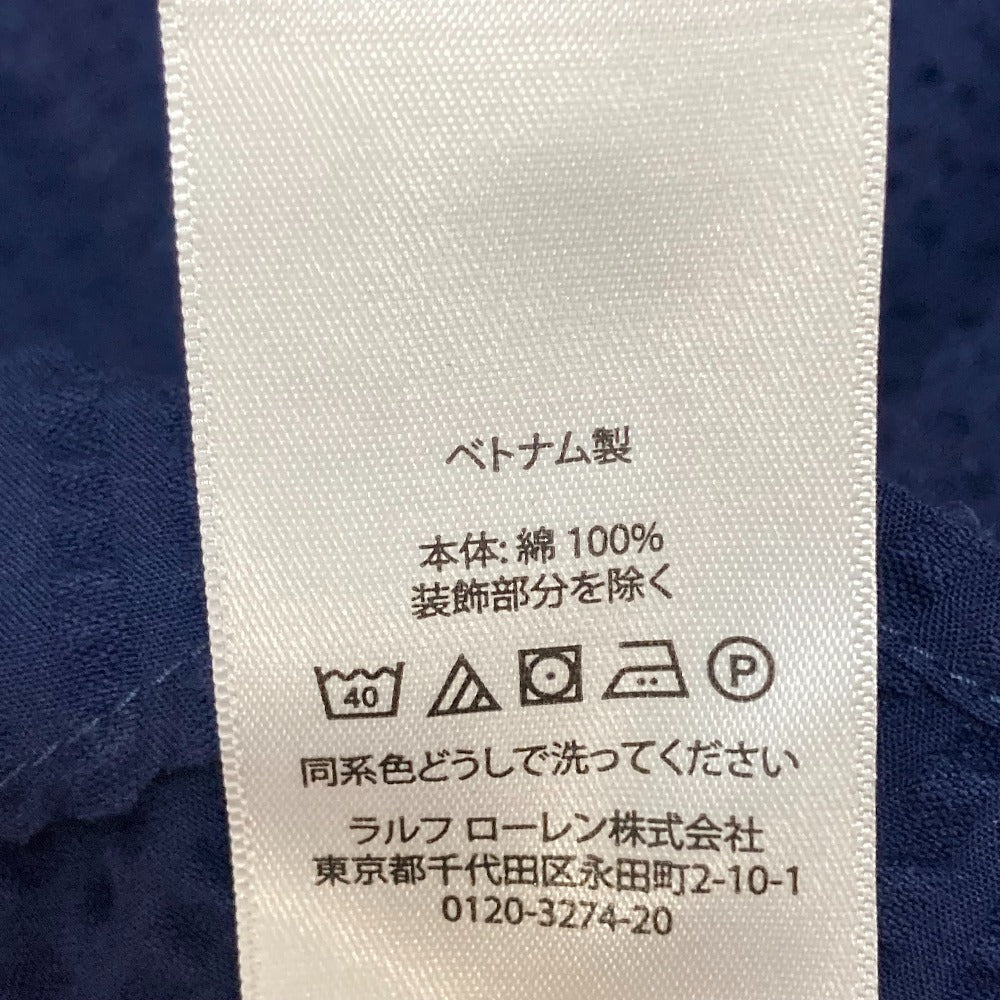 ベトナム製
本体: 綿 100%
装飾部分を除く
40 P
同系色どうしで洗ってください
ラルフ ローレン株式会社
東京都千代田区永田町2-10-1
0120-3274-20